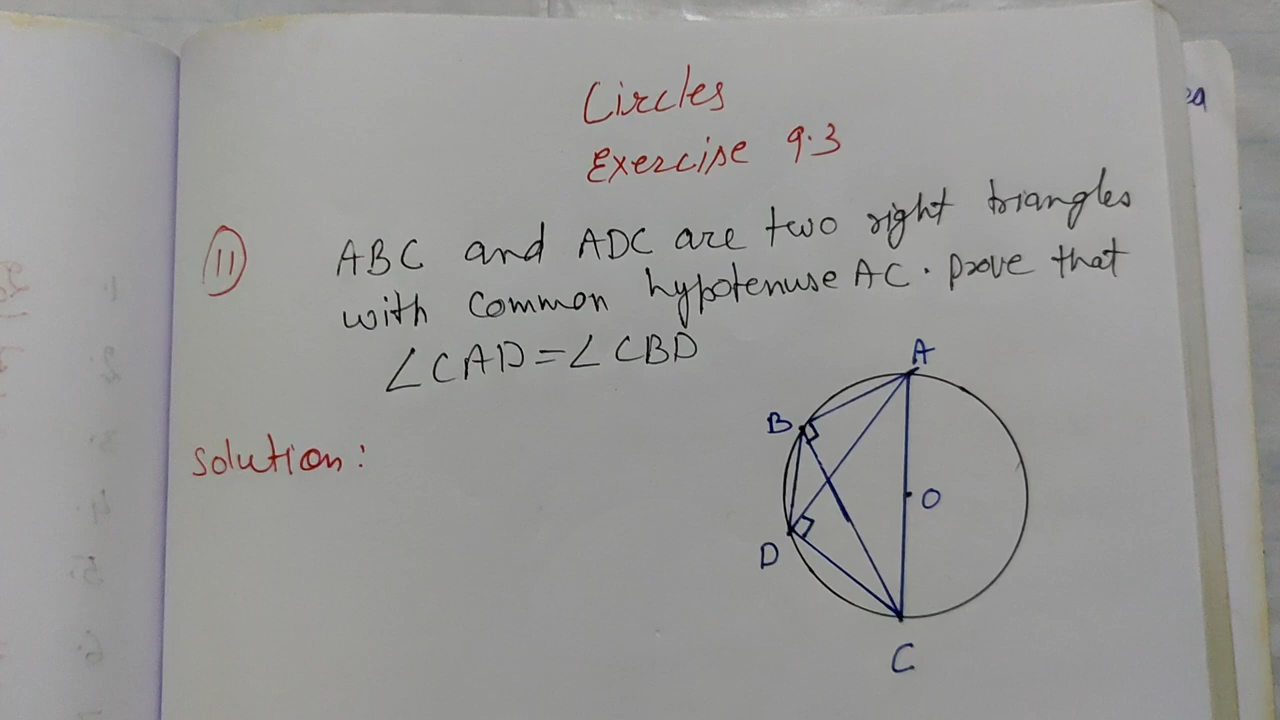 Circles
Exercise 9.3
11 ABC and ADC are two right triangles
with common hypotenuse AC. prove that
∠CAD=∠CBD
solution:
A
B
O
D
C